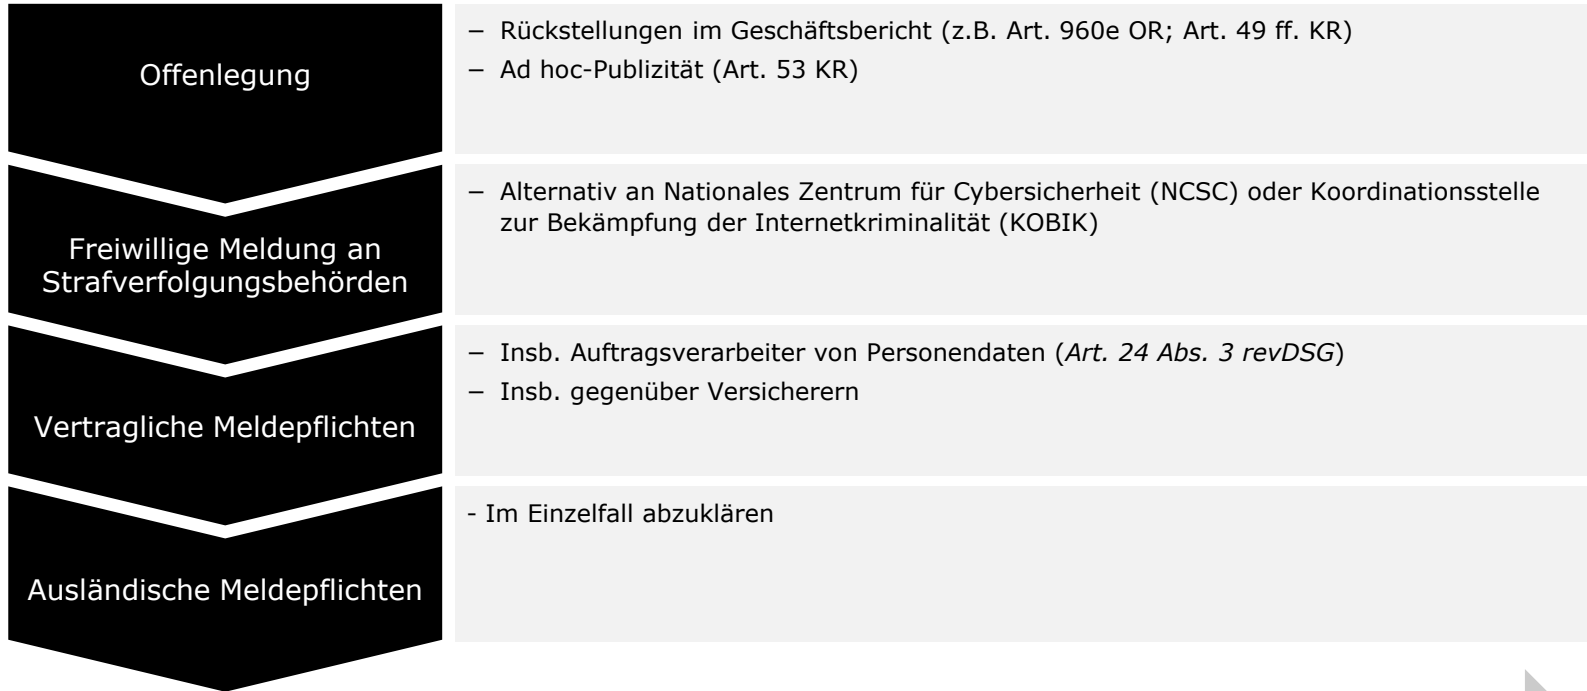 Offenlegung
– Rückstellungen im Geschäftsbericht (z.B. Art. 960e OR; Art. 49 ff. KR)
– Ad hoc-Publizität (Art. 53 KR)
Freiwillige Meldung an
Strafverfolgungsbehörden
– Alternativ an Nationales Zentrum für Cybersicherheit (NCSC) oder Koordinationsstelle
zur Bekämpfung der Internetkriminalität (KOBIK)
Vertragliche Meldepflichten
– Insb. Auftragsverarbeiter von Personendaten (Art. 24 Abs. 3 revDSG)
– Insb. gegenüber Versicherern
Ausländische Meldepflichten
- Im Einzelfall abzuklären